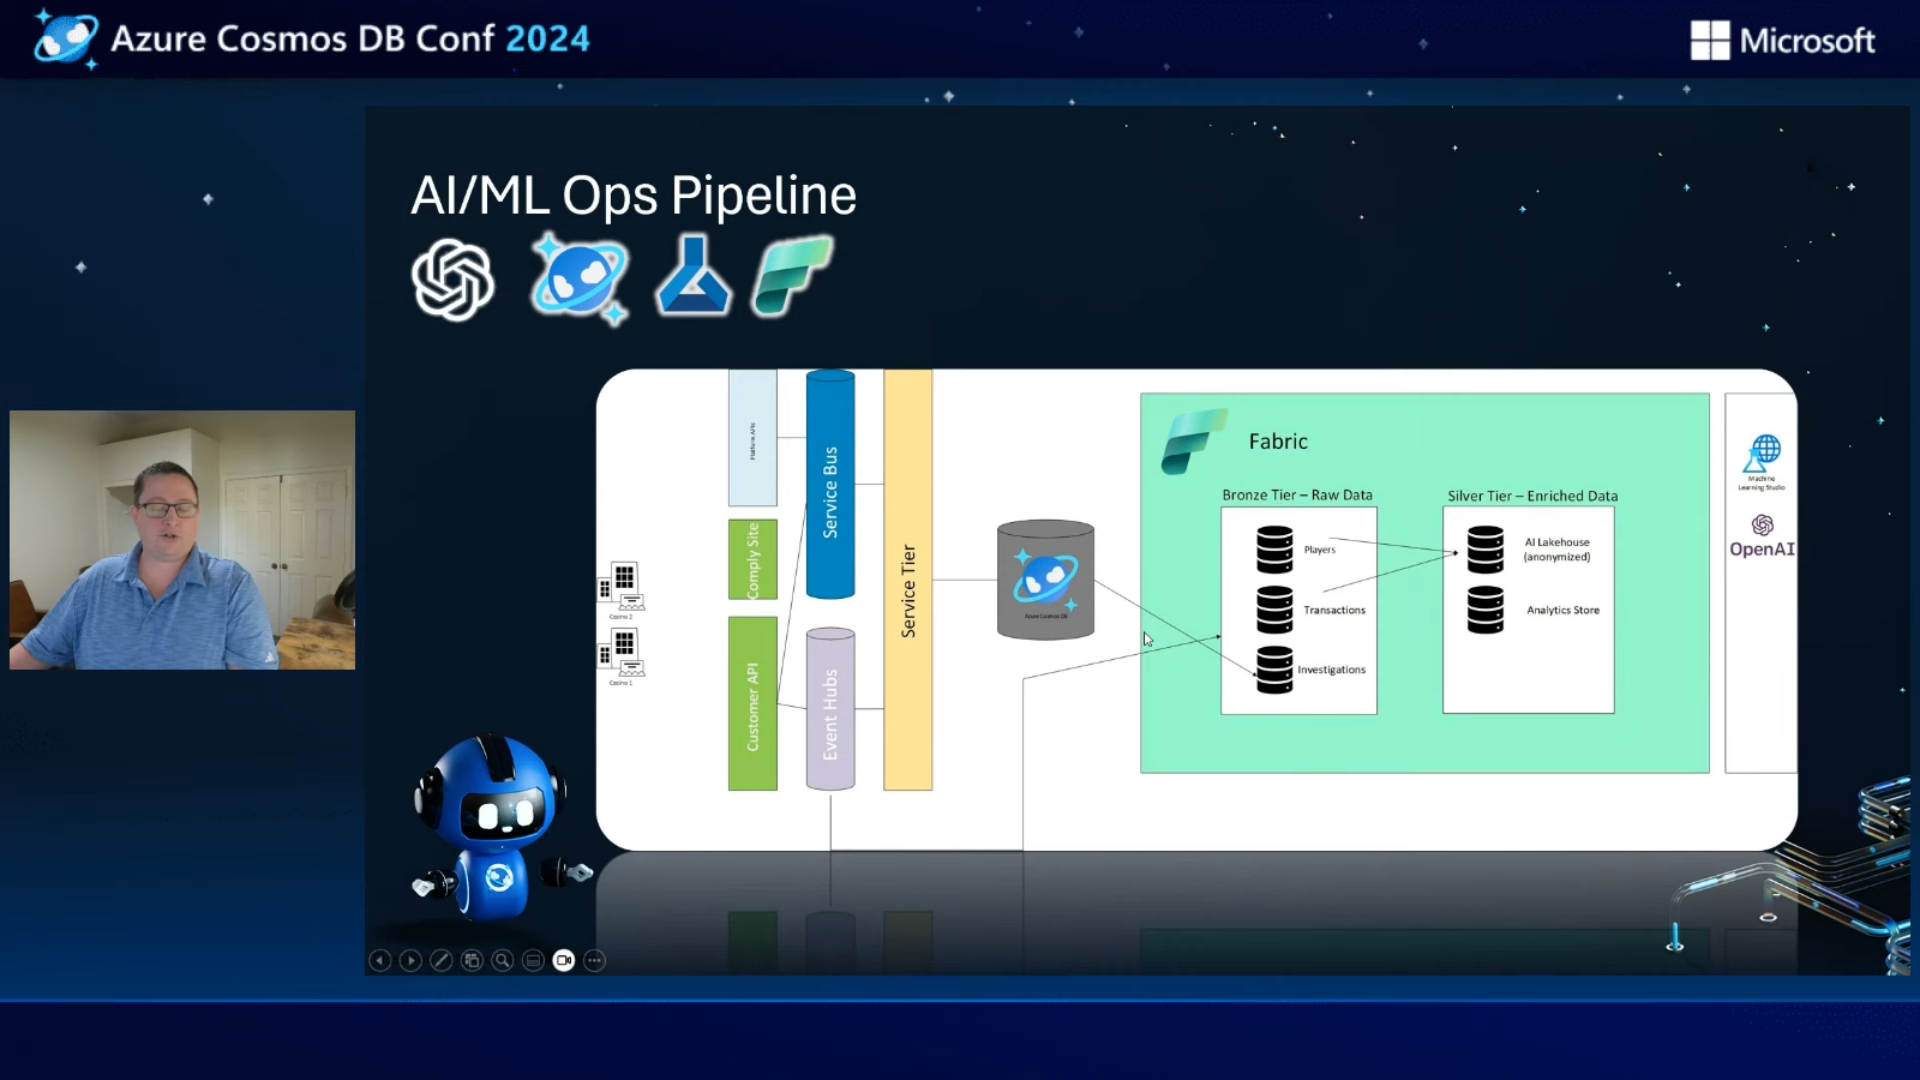 Azure Cosmos DB Conf 2024
Microsoft
AI/ML Ops Pipeline
Platform APIs
Service Bus
Comply Site
Customer API
Event Hubs
Service Tier
Casino 2
Casino 1
Azure Cosmos DB
Fabric
Bronze Tier – Raw Data
Players
Transactions
Investigations
Silver Tier – Enriched Data
AI Lakehouse
(anonymized)
Analytics Store
Machine
Learning Studio
OpenAI